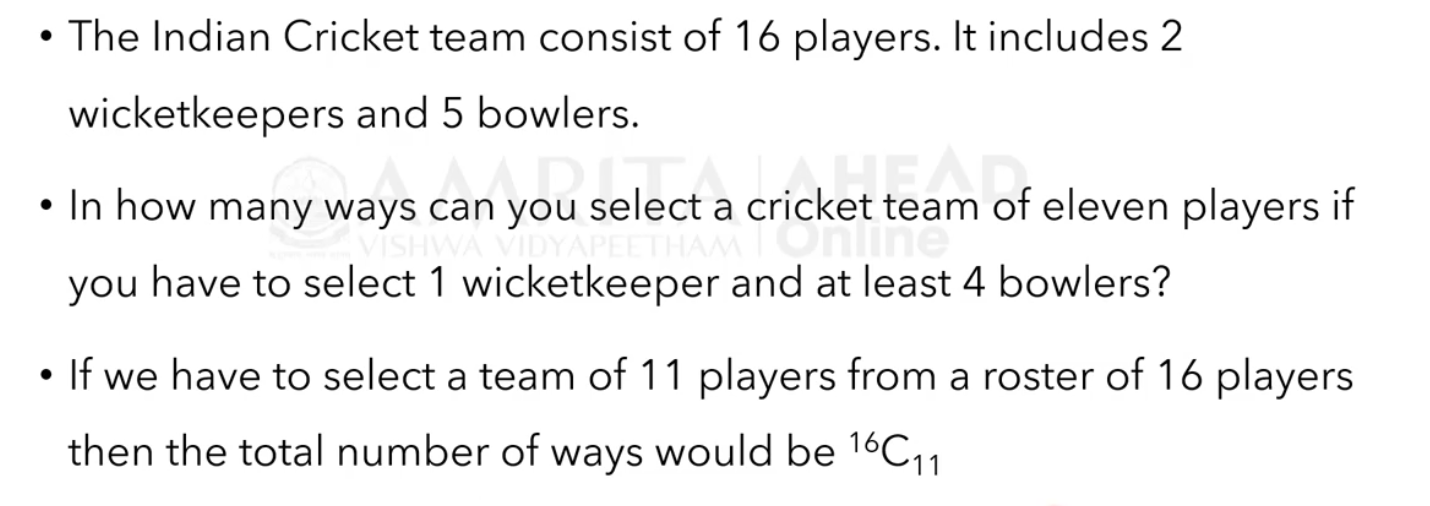 • The Indian Cricket team consist of 16 players. It includes 2
wicketkeepers and 5 bowlers.
AMRITA AHEAD
• In how many ways can you select a cricket team of eleven players if
VISHWA VIDYAPEETHAM Online
you have to select 1 wicketkeeper and at least 4 bowlers?
• If we have to select a team of 11 players from a roster of 16 players
then the total number of ways would be ¹⁶C₁₁